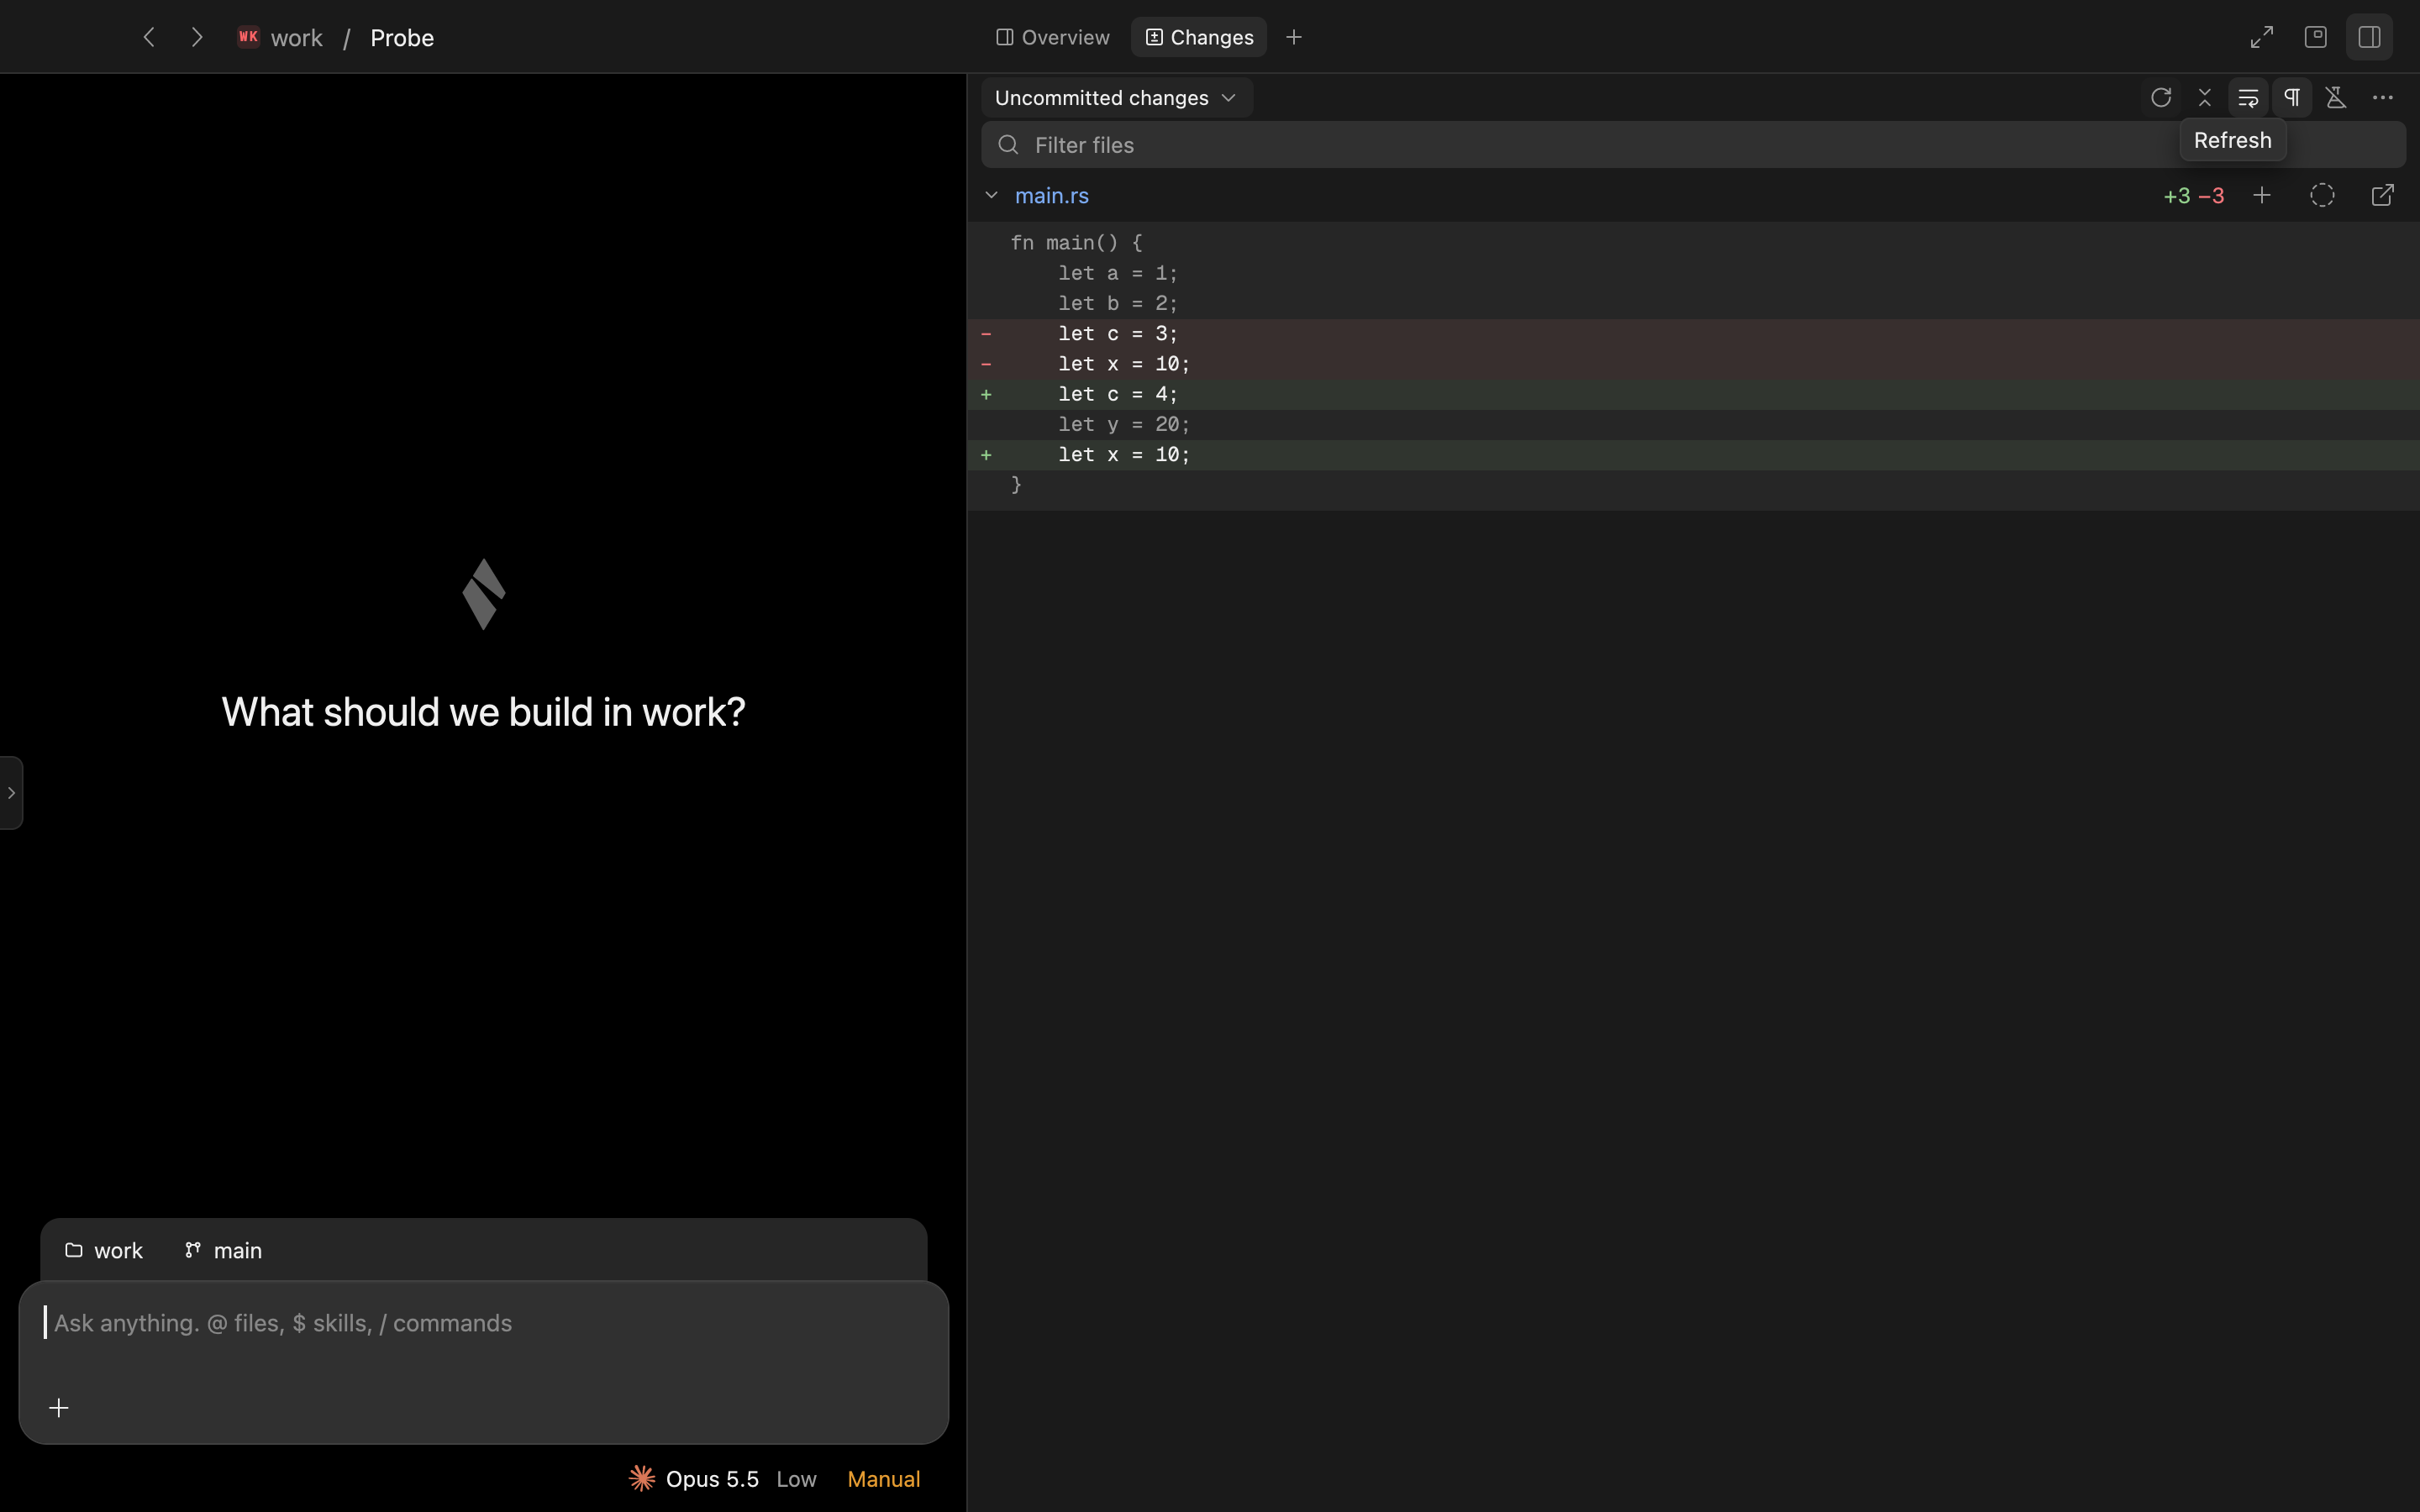 WK work / Probe
Overview
Changes
Uncommitted changes
Refresh
Filter files
main.rs
+3 −3
fn main() {
    let a = 1;
    let b = 2;
−    let c = 3;
−    let x = 10;
+    let c = 4;
    let y = 20;
+    let x = 10;
}
What should we build in work?
work
main
Ask anything. @ files, $ skills, / commands
Opus 5.5 Low Manual